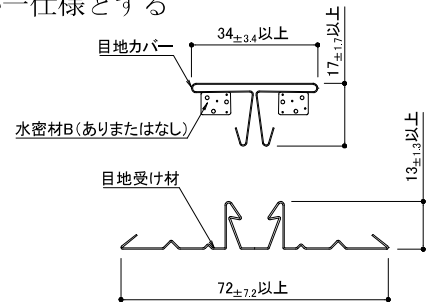 一仕様とする
34±3.4以上
目地カバー
17±1.7以上
水密材B(ありまたはなし)
目地受け材
13±1.3以上
72±7.2以上